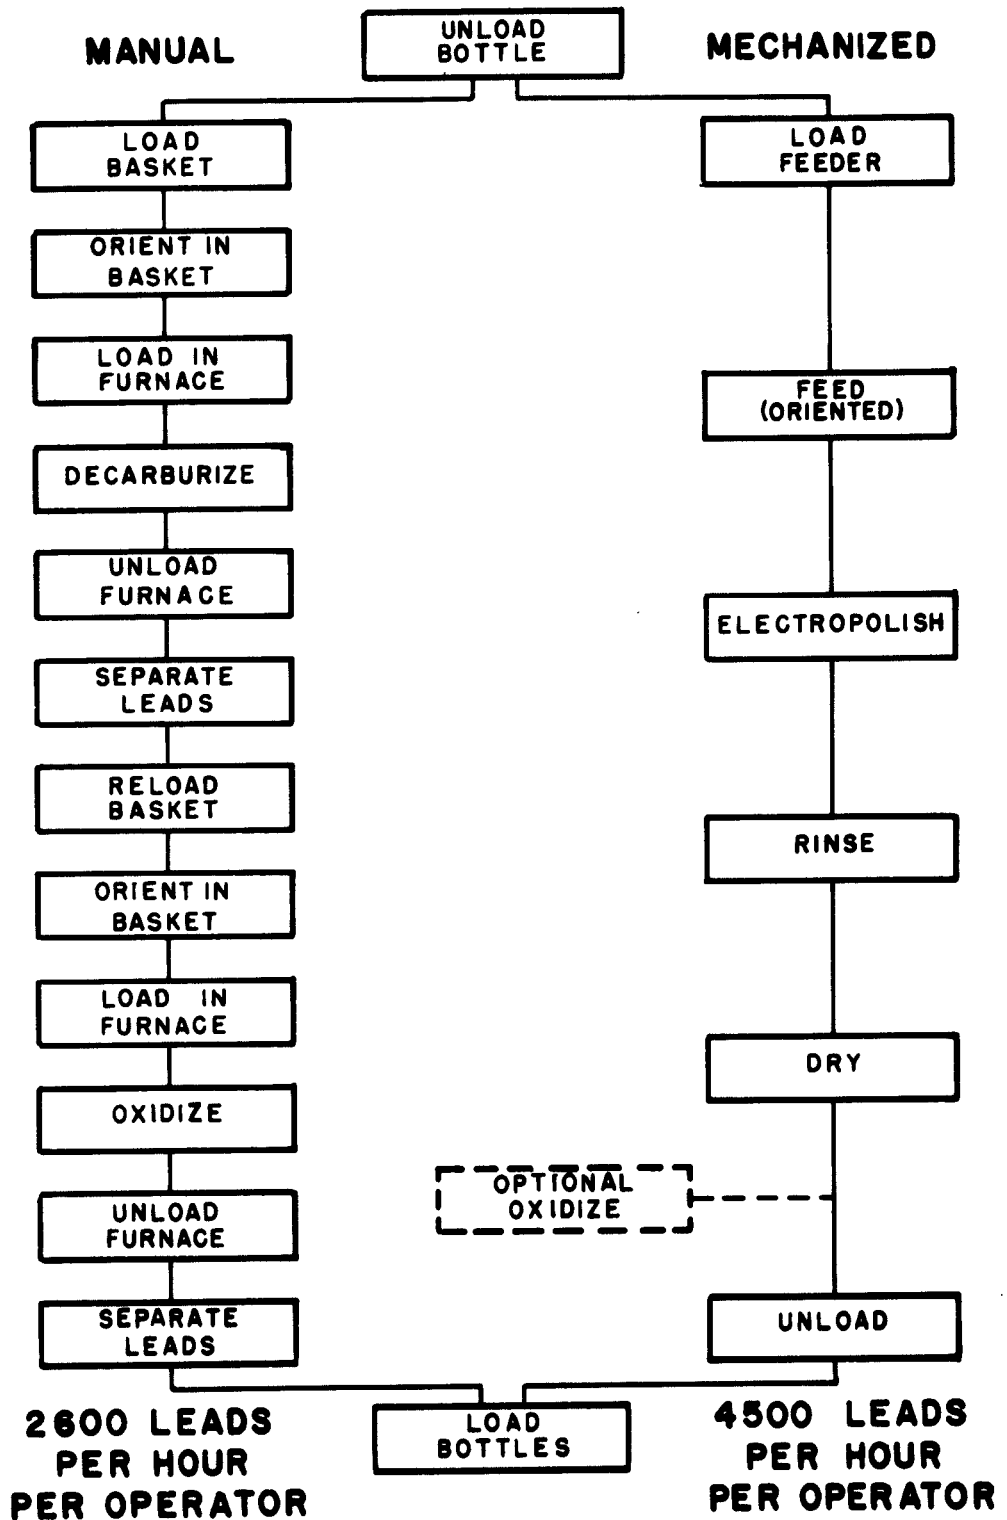 MANUAL
UNLOAD
BOTTLE
MECHANIZED
LOAD
BASKET
ORIENT IN
BASKET
LOAD IN
FURNACE
DECARBURIZE
UNLOAD
FURNACE
SEPARATE
LEADS
RELOAD
BASKET
ORIENT IN
BASKET
LOAD IN
FURNACE
OXIDIZE
UNLOAD
FURNACE
SEPARATE
LEADS
LOAD
FEEDER
FEED
(ORIENTED)
ELECTROPOLISH
RINSE
DRY
OPTIONAL
OXIDIZE
UNLOAD
LOAD
BOTTLES
2600 LEADS
PER HOUR
PER OPERATOR
4500 LEADS
PER HOUR
PER OPERATOR